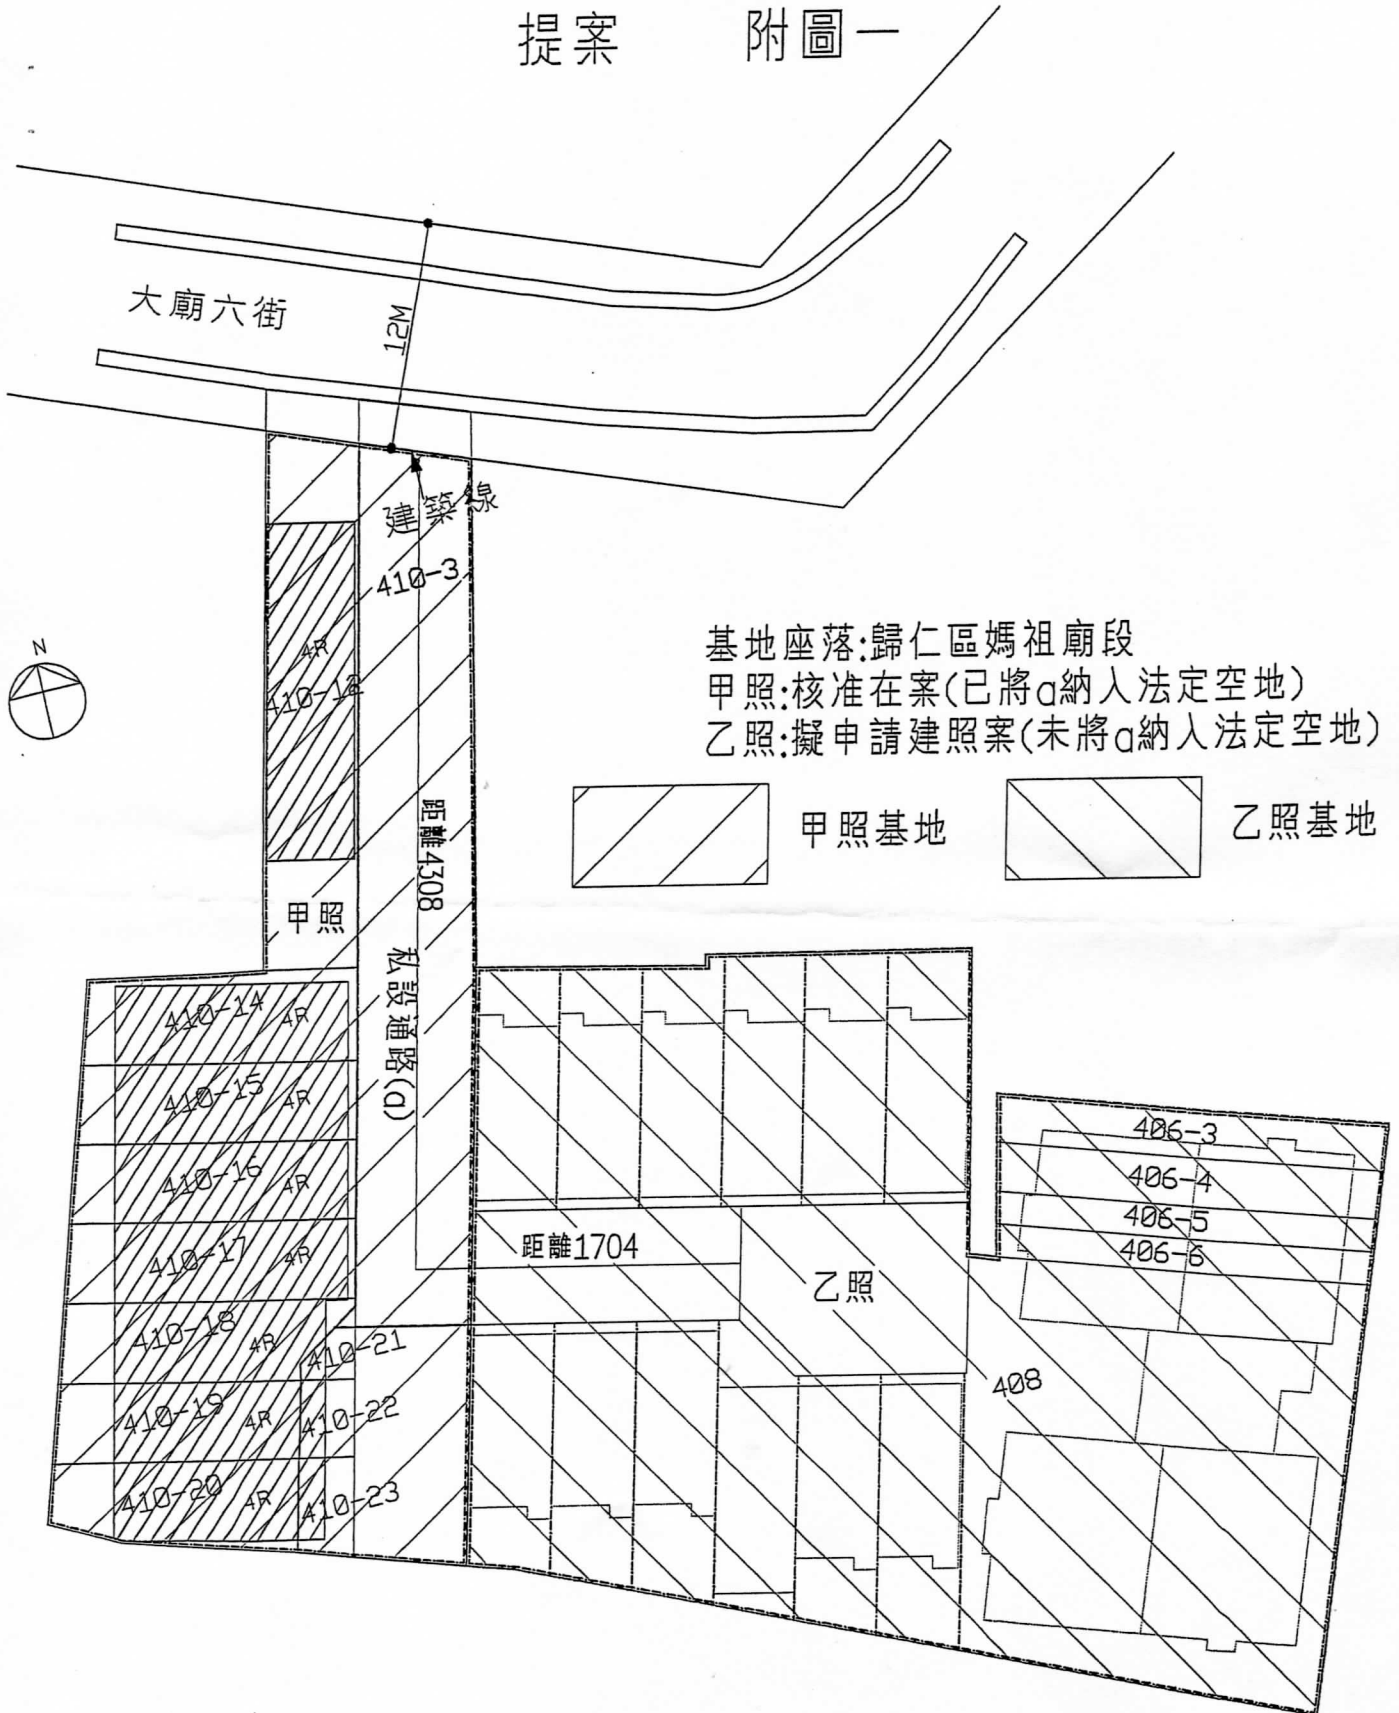 提案 附圖一
大廟六街
12M
建築線
410-3
N
4R
410-12
基地座落:歸仁區媽祖廟段
甲照:核准在案(已將a納入法定空地)
乙照:擬申請建照案(未將a納入法定空地)
甲照基地
乙照基地
距離4308
甲照
私設通路(a)
410-14 4R
410-15 4R
410-16 4R
410-17 4R
410-18 4R
410-21
410-19 4R
410-22
410-20 4R
410-23
距離1704
乙照
406-3
406-4
406-5
406-6
408